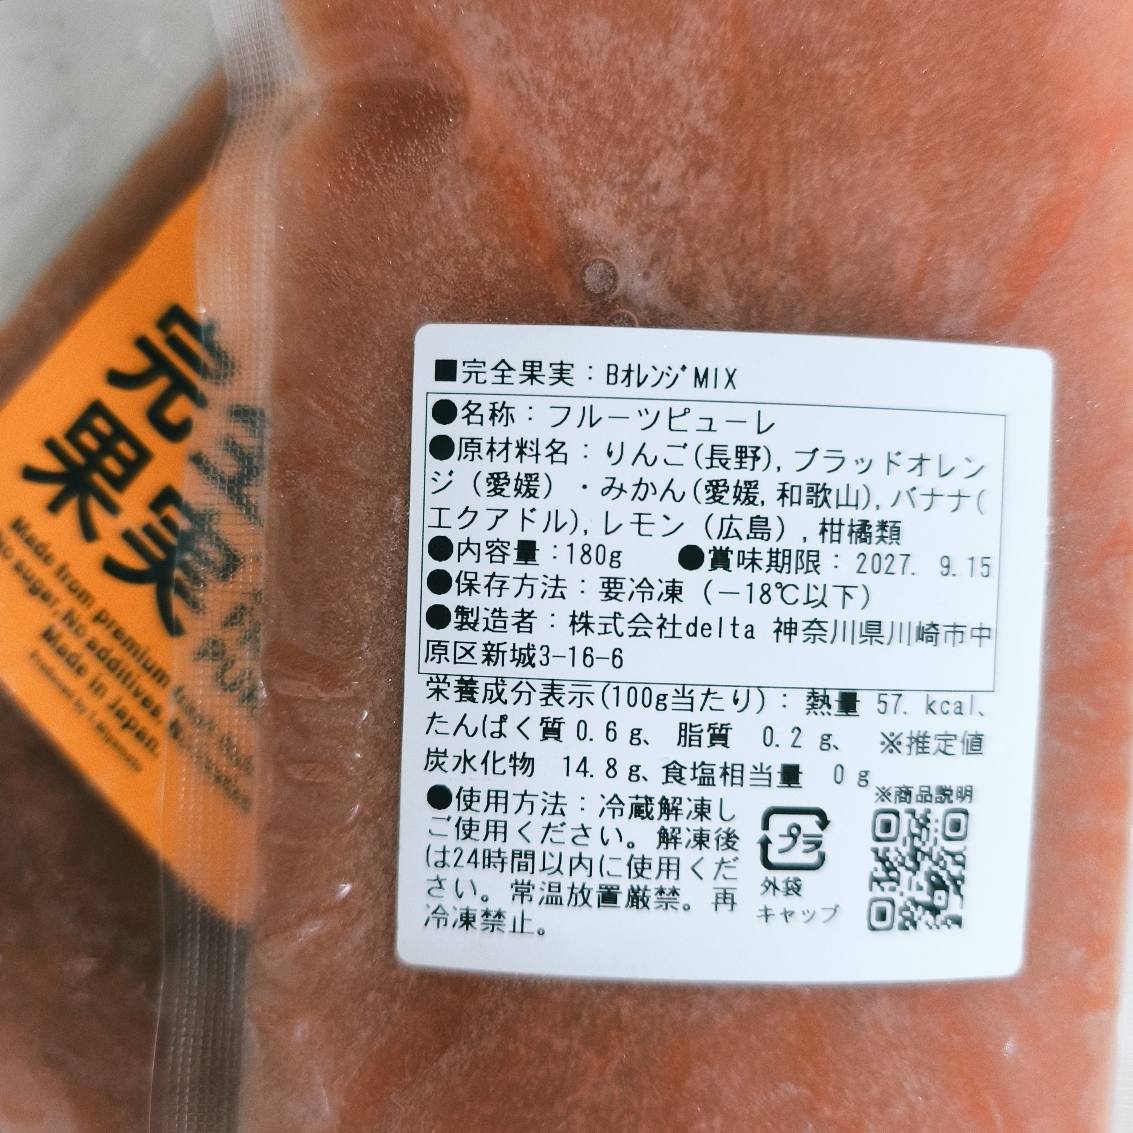 ■完全果実：BｵﾚﾝｼﾞMIX
●名称：フルーツピューレ
●原材料名：りんご(長野),ブラッドオレン
ジ（愛媛）・みかん(愛媛,和歌山),バナナ(
エクアドル),レモン（広島）,柑橘類
●内容量：180g ●賞味期限：2027. 9.15
●保存方法：要冷凍（−18℃以下）
●製造者：株式会社delta 神奈川県川崎市中
原区新城3-16-6
栄養成分表示(100g当たり)：熱量 57. kcal、
たんぱく質 0.6 g、 脂質 0.2 g、 ※推定値
炭水化物 14.8 g、食塩相当量 0 g
●使用方法：冷蔵解凍し
ご使用ください。解凍後
は24時間以内に使用くだ
さい。常温放置厳禁。再
冷凍禁止。
プラ
外袋
キャップ
※商品説明
完全
果実
Made from premium
No sugar, No additives, N
Made in Japan.
Produced by